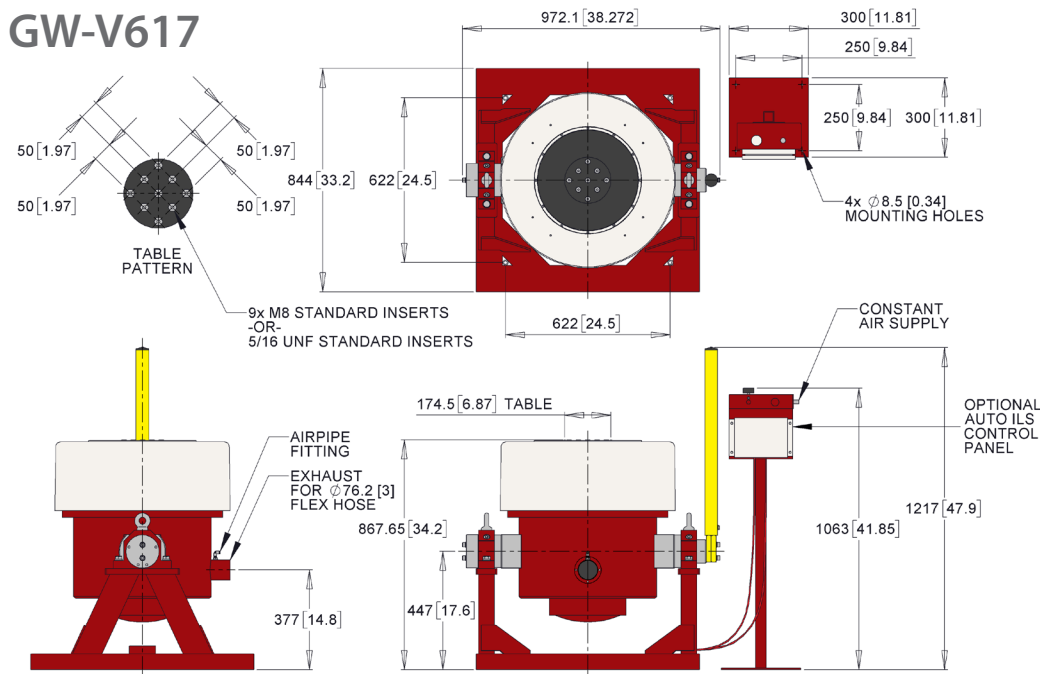 GW-V617
972.1 [38.272]
300 [11.81]
250 [9.84]
50 [1.97]
50 [1.97]
50 [1.97]
50 [1.97]
TABLE
PATTERN
9x M8 STANDARD INSERTS
-OR-
5/16 UNF STANDARD INSERTS
844 [33.2]
622 [24.5]
622 [24.5]
250 [9.84]
300 [11.81]
4x ∅8.5 [0.34]
MOUNTING HOLES
CONSTANT
AIR SUPPLY
174.5 [6.87] TABLE
OPTIONAL
AUTO ILS
CONTROL
PANEL
AIRPIPE
FITTING
EXHAUST
FOR ∅76.2 [3]
FLEX HOSE
867.65 [34.2]
1217 [47.9]
1063 [41.85]
447 [17.6]
377 [14.8]